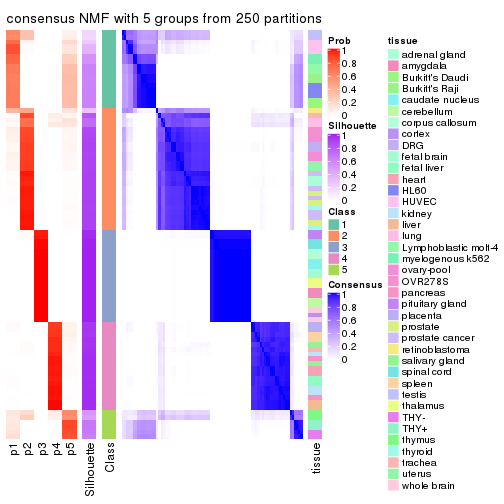 consensus NMF with 5 groups from 250 partitions
Prob
1
0.8
0.6
0.4
0.2
0
Silhouette
1
0.8
0.6
0.4
0.2
0
Class
1
2
3
4
5
Consensus
1
0.8
0.6
0.4
0.2
0
tissue
adrenal gland
amygdala
Burkitt's Daudi
Burkitt's Raji
caudate nucleus
cerebellum
corpus callosum
cortex
DRG
fetal brain
fetal liver
heart
HL60
HUVEC
kidney
liver
lung
Lymphoblastic molt-4
myelogenous k562
ovary-pool
OVR278S
pancreas
pituitary gland
placenta
prostate
prostate cancer
retinoblastoma
salivary gland
spinal cord
spleen
testis
thalamus
THY-
THY+
thymus
thyroid
trachea
uterus
whole brain
p1
p2
p3
p4
p5
Silhouette
Class
tissue